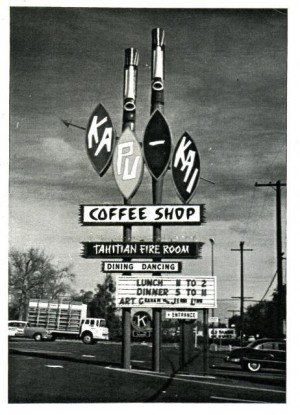 KA
PU
-
KAI
COFFEE SHOP
TAHITIAN FIRE ROOM
DINING DANCING
LUNCH 11 TO 2
DINNER 5 TO 11
ART
K
ENTRANCE